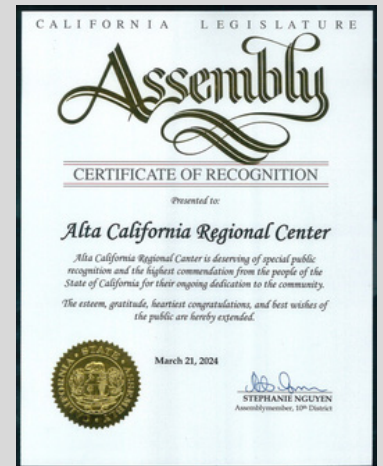 CALIFORNIA LEGISLATURE
Assembly
CERTIFICATE OF RECOGNITION
Presented to:
Alta California Regional Center
Alta California Regional Canter is deserving of special public
recognition and the highest commendation from the people of the
State of California for their ongoing dedication to the community.
The esteem, gratitude, heartiest congratulations, and best wishes of
the public are hereby extended.
March 21, 2024
STEPHANIE NGUYEN
Assemblymember, 10th District